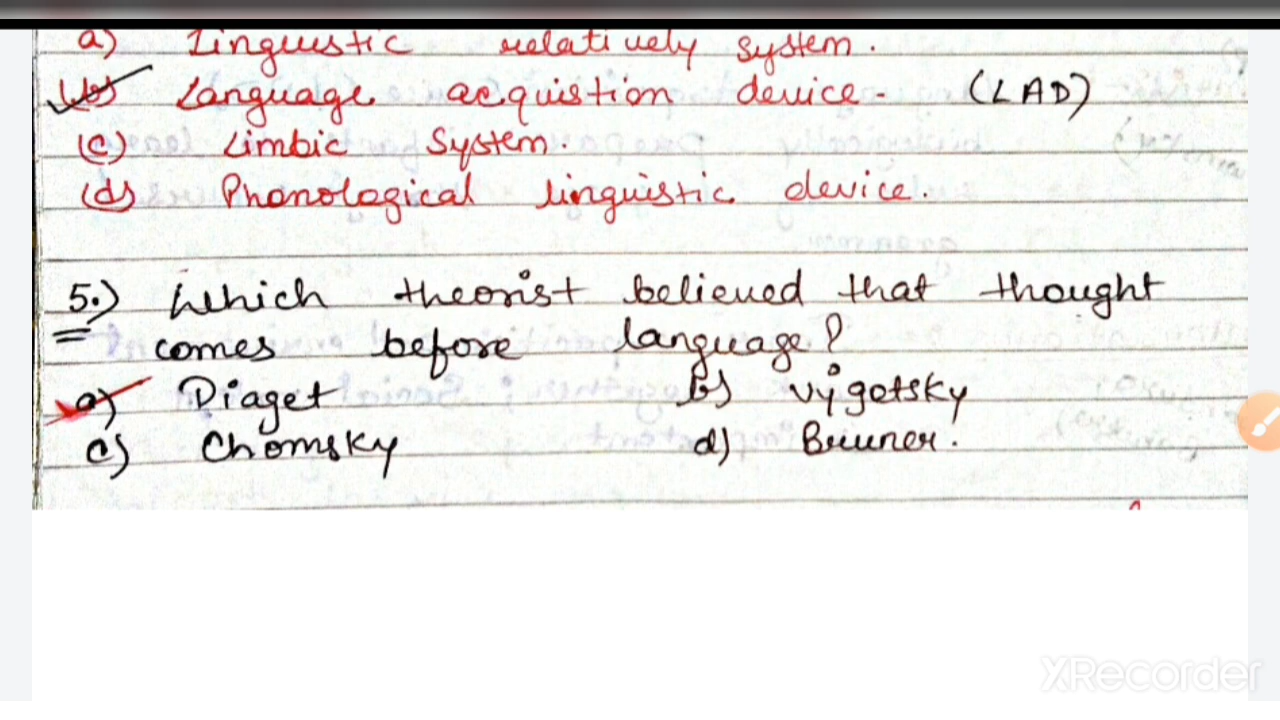 a) Linguistic relatively system.
(b) Language acquistion device- (LAD)
(c) Limbic System.
(d) Phonological linguistic device.
5.) Which theorist believed that thought
comes before language?
a) Piaget b) Vygotsky
c) Chomsky d) Bruner.
XRecorder